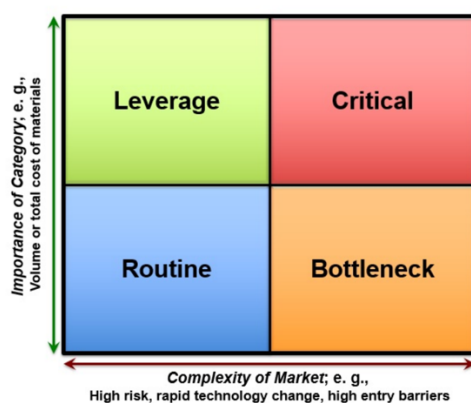 Importance of Category; e. g.,
Volume or total cost of materials
Leverage
Critical
Routine
Bottleneck
Complexity of Market; e. g.,
High risk, rapid technology change, high entry barriers